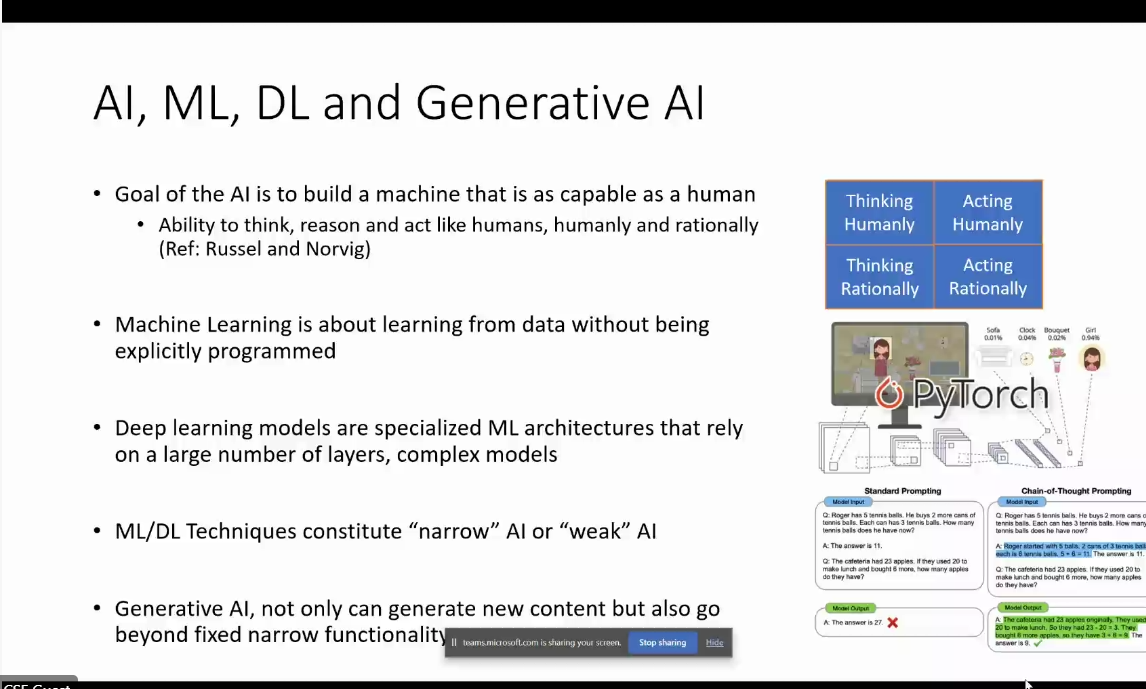 AI, ML, DL and Generative AI
• Goal of the AI is to build a machine that is as capable as a human
• Ability to think, reason and act like humans, humanly and rationally
(Ref: Russel and Norvig)
• Machine Learning is about learning from data without being
explicitly programmed
• Deep learning models are specialized ML architectures that rely
on a large number of layers, complex models
• ML/DL Techniques constitute “narrow” AI or “weak” AI
• Generative AI, not only can generate new content but also go
beyond fixed narrow functionality
Thinking
Humanly
Acting
Humanly
Thinking
Rationally
Acting
Rationally
Sofa
0.01%
Clock
0.04%
Bouquet
0.02%
Girl
0.94%
PyTorch
Standard Prompting
Model Input
Q: Roger has 5 tennis balls. He buys 2 more cans of
tennis balls. Each can has 3 tennis balls. How many
tennis balls does he have now?
A: The answer is 11.
Q: The cafeteria had 23 apples. If they used 20 to
make lunch and bought 6 more, how many apples
do they have?
Model Output
A: The answer is 27.
Chain-of-Thought Prompting
Model Input
Q: Roger has 5 tennis balls. He buys 2 more cans o
tennis balls. Each can has 3 tennis balls. How many
tennis balls does he have now?
A: Roger started with 5 balls. 2 cans of 3 tennis ball
each is 6 tennis balls. 5 + 6 = 11. The answer is 11.
Q: The cafeteria had 23 apples. If they used 20 to
make lunch and bought 6 more, how many apples
do they have?
Model Output
A: The cafeteria had 23 apples originally. They used
20 to make lunch. So they had 23 - 20 = 3. They
bought 6 more apples, so they have 3 + 6 = 9. The
answer is 9.
teams.microsoft.com is sharing your screen.
Stop sharing
Hide
CSE Guest